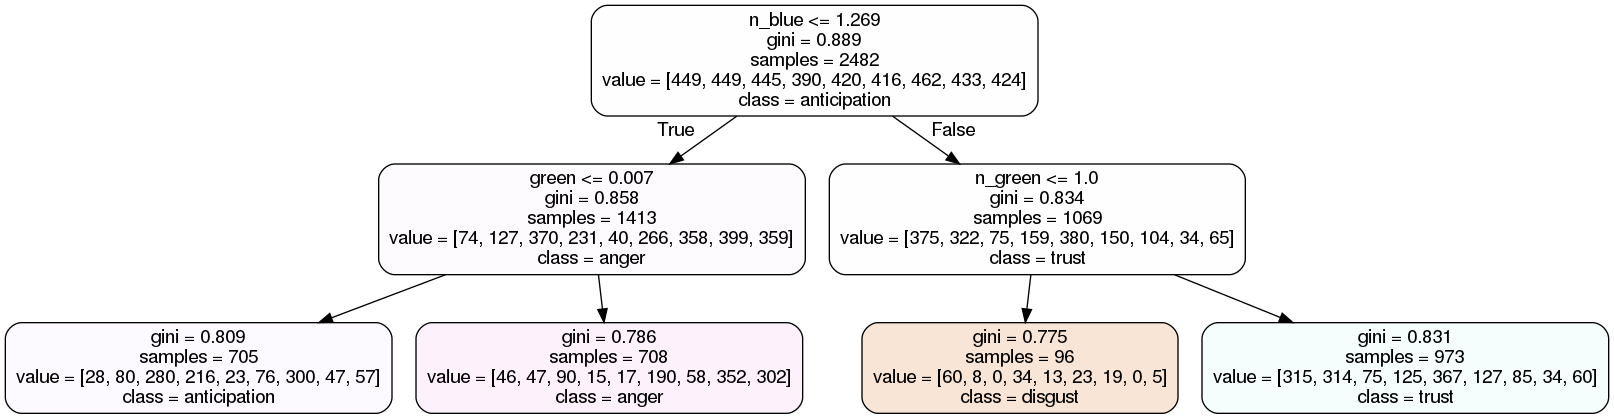 n_blue <= 1.269
gini = 0.889
samples = 2482
value = [449, 449, 445, 390, 420, 416, 462, 433, 424]
class = anticipation
True
False
green <= 0.007
gini = 0.858
samples = 1413
value = [74, 127, 370, 231, 40, 266, 358, 399, 359]
class = anger
n_green <= 1.0
gini = 0.834
samples = 1069
value = [375, 322, 75, 159, 380, 150, 104, 34, 65]
class = trust
gini = 0.809
samples = 705
value = [28, 80, 280, 216, 23, 76, 300, 47, 57]
class = anticipation
gini = 0.786
samples = 708
value = [46, 47, 90, 15, 17, 190, 58, 352, 302]
class = anger
gini = 0.775
samples = 96
value = [60, 8, 0, 34, 13, 23, 19, 0, 5]
class = disgust
gini = 0.831
samples = 973
value = [315, 314, 75, 125, 367, 127, 85, 34, 60]
class = trust